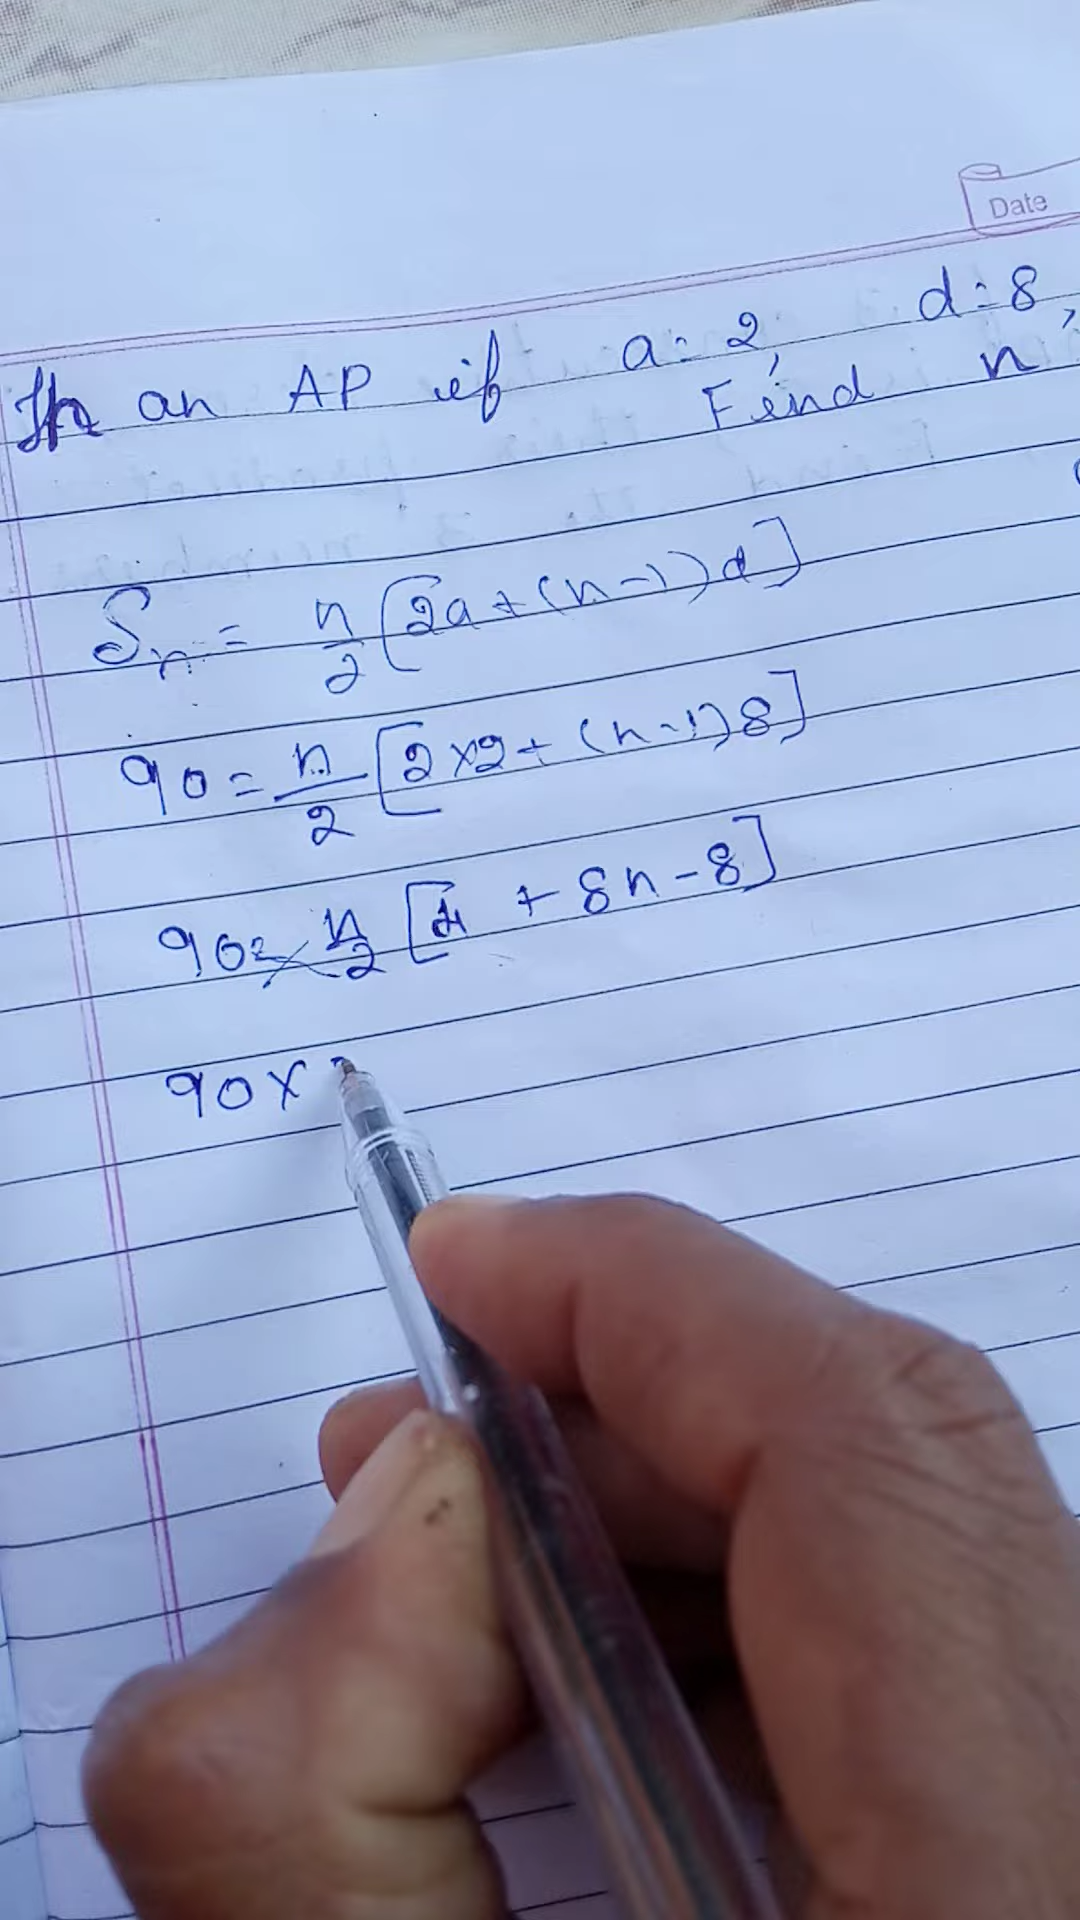 Date
In an AP if a = 2, d = 8,
Find n,
Sn = n/2 [2a + (n-1)d]
90 = n/2 [2×2 + (n-1)8]
90 = n/2 [4 + 8n - 8]
90 ×